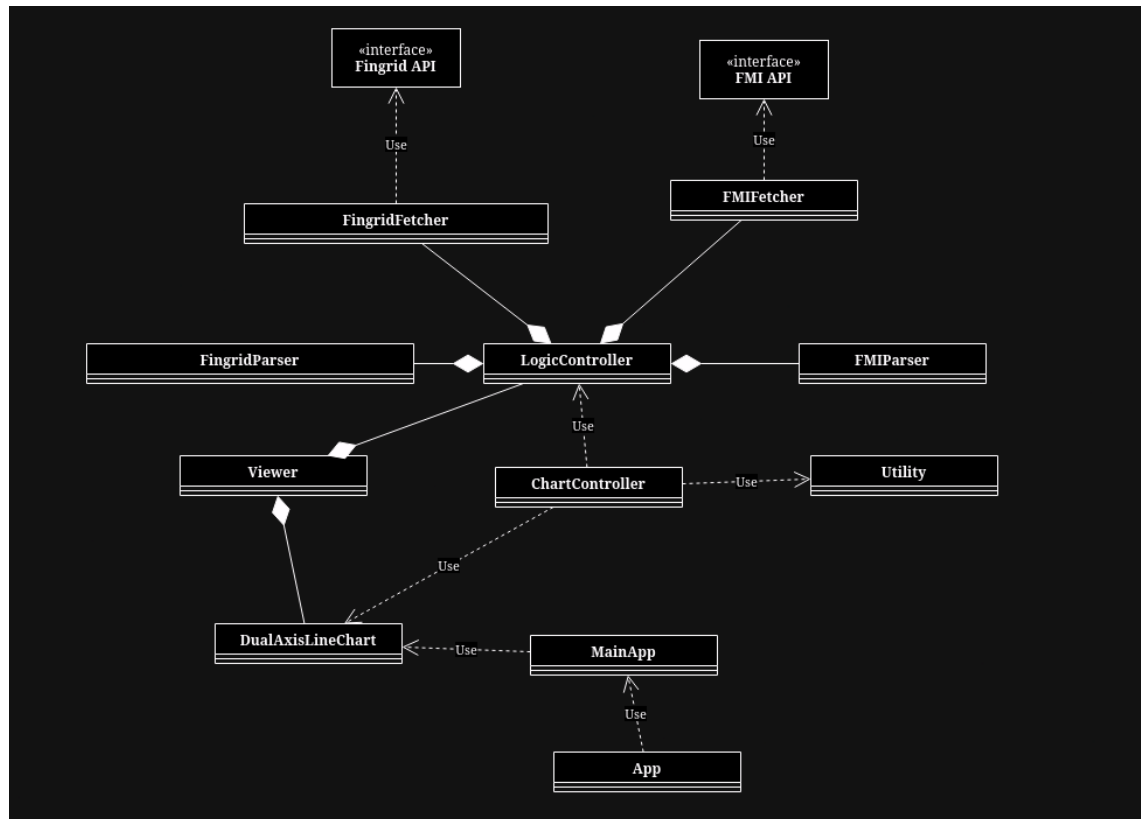 «interface»
Fingrid API
«interface»
FMI API
Use
Use
FMIFetcher
FingridFetcher
FingridParser
LogicController
FMIParser
Use
Viewer
ChartController
Use
Utility
Use
DualAxisLineChart
Use
MainApp
Use
App